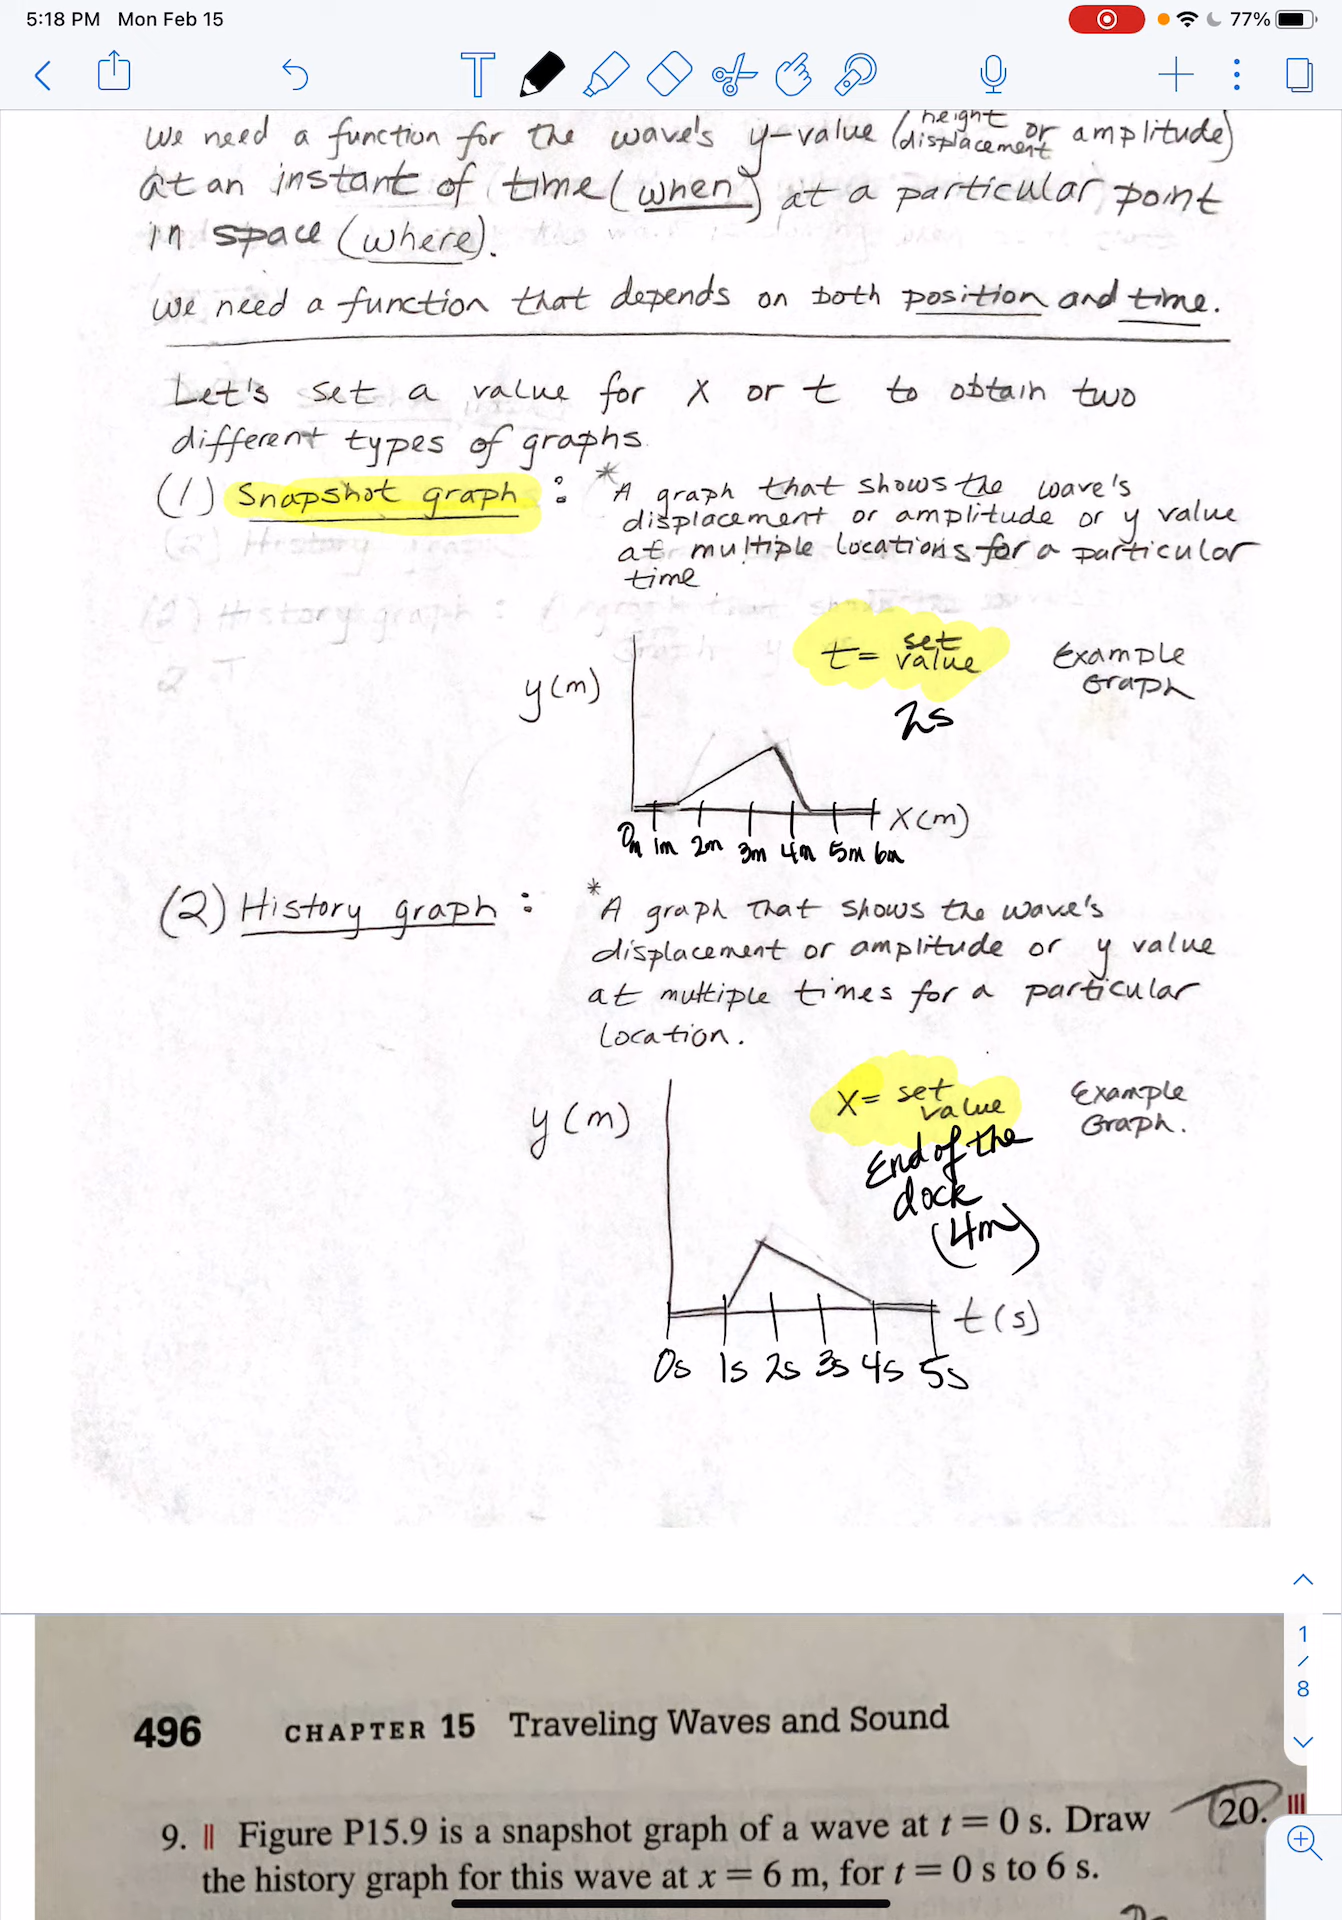 5:18 PM Mon Feb 15
77%
We need a function for the wave's y-value (height displacement or amplitude)
at an instant of time (when) at a particular point
in space (where).
We need a function that depends on both position and time.
Let's set a value for x or t to obtain two
different types of graphs.
(1) Snapshot graph : * A graph that shows the wave's
displacement or amplitude or y value
at multiple locations for a particular
time
t = set value
Example Graph
2s
y(m)
x(m)
0m 1m 2m 3m 4m 5m 6m
(2) History graph : * A graph that shows the wave's
displacement or amplitude or y value
at multiple times for a particular
location.
x = set value
Example Graph.
End of the
dock
(4m)
y(m)
t(s)
0s 1s 2s 3s 4s 5s
1
/
8
496 CHAPTER 15 Traveling Waves and Sound
9. || Figure P15.9 is a snapshot graph of a wave at t = 0 s. Draw
the history graph for this wave at x = 6 m, for t = 0 s to 6 s.
20. |||